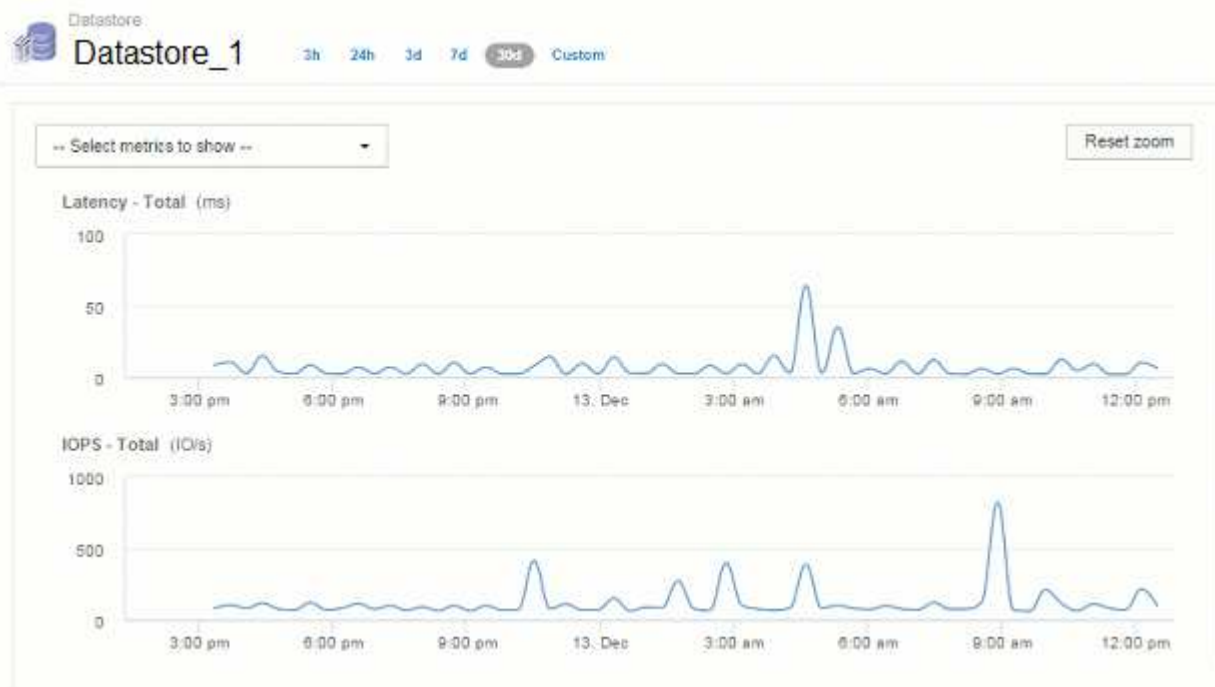 Datastore
Datastore_1 3h 24h 3d 7d 30d Custom
-- Select metrics to show -- Reset zoom
Latency - Total (ms)
100
50
0
3:00 pm 6:00 pm 9:00 pm 13. Dec 3:00 am 6:00 am 9:00 am 12:00 pm
IOPS - Total (IO/s)
1000
500
0
3:00 pm 6:00 pm 9:00 pm 13. Dec 3:00 am 6:00 am 9:00 am 12:00 pm